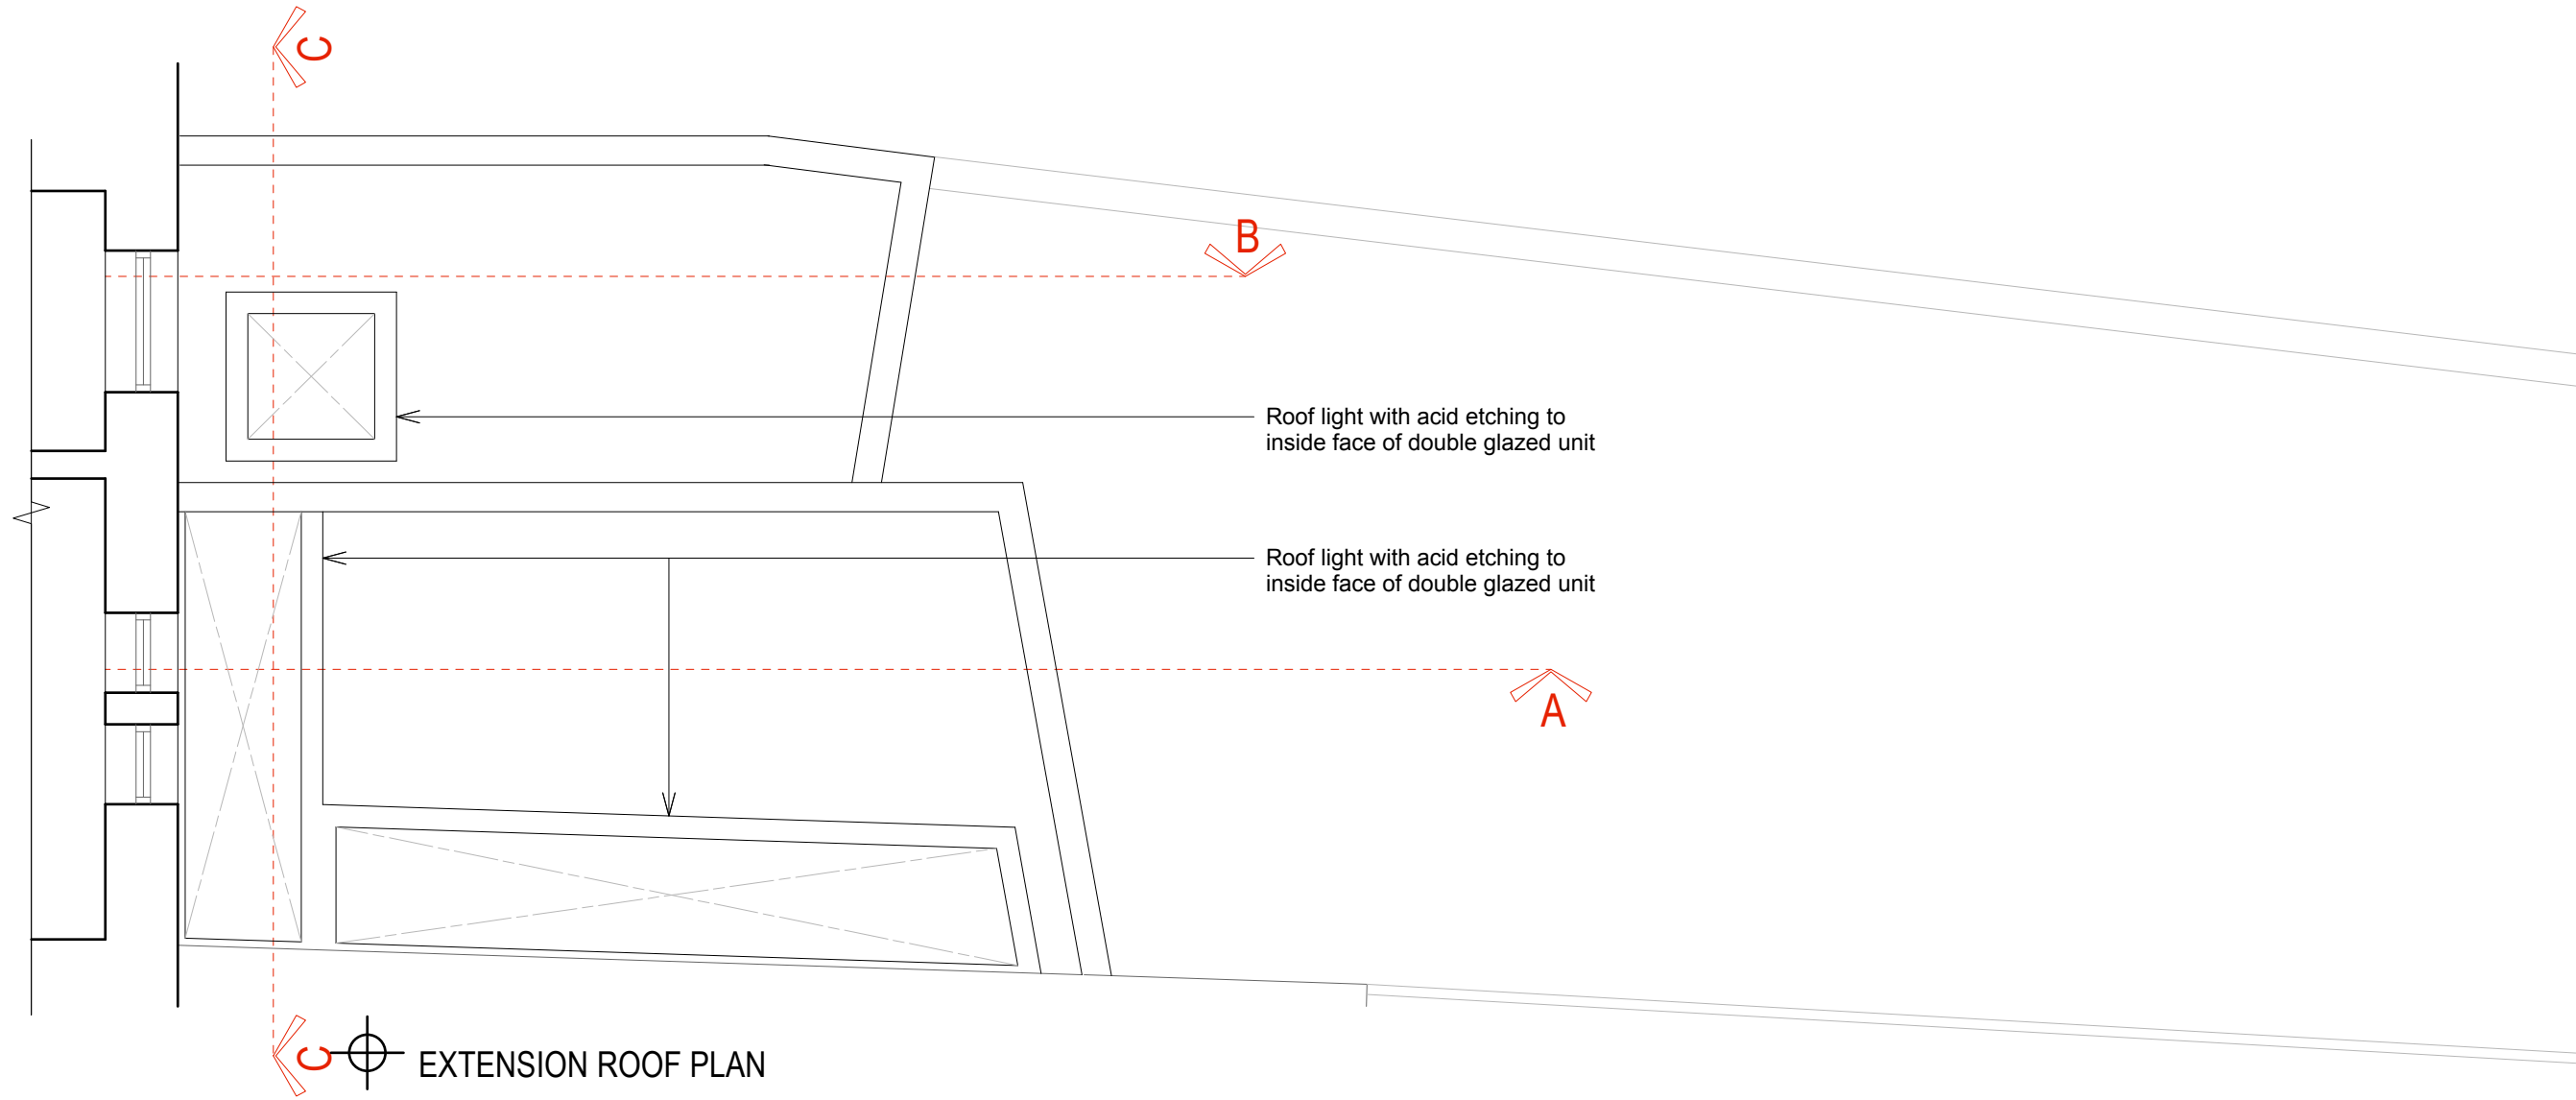 C
B
Roof light with acid etching to
inside face of double glazed unit
Roof light with acid etching to
inside face of double glazed unit
A
C
EXTENSION ROOF PLAN